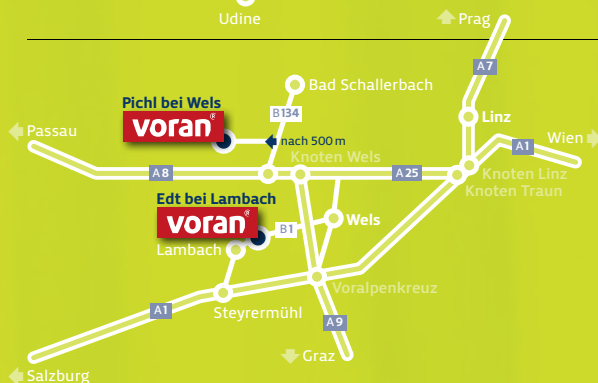 Udine
Prag
A7
Bad Schallerbach
Pichl bei Wels
B134
voran®
Linz
Passau
nach 500 m
Wien
A1
Knoten Wels
A8
A25
Knoten Linz
Knoten Traun
Edt bei Lambach
voran®
Wels
B1
Lambach
Voralpenkreuz
Steyrermühl
A1
A9
Graz
Salzburg